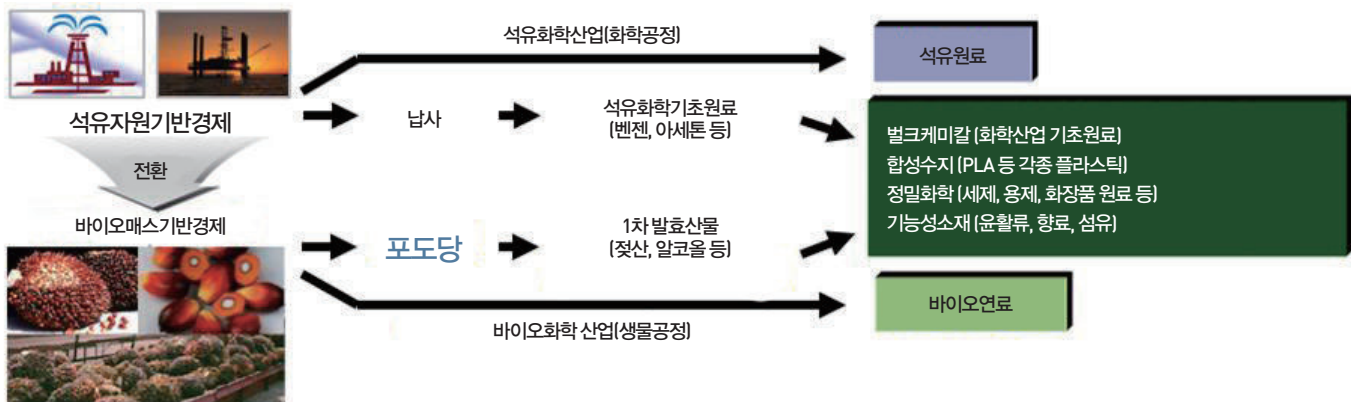 석유화학산업(화학공정)
석유원료
석유자원기반경제
납사
석유화학기초원료
(벤젠, 아세톤 등)
전환
벌크케미칼 (화학산업 기초원료)
합성수지 (PLA 등 각종 플라스틱)
정밀화학 (세제, 용제, 화장품 원료 등)
기능성소재 (윤활류, 향료, 섬유)
바이오매스기반경제
포도당
1차 발효산물
(젖산, 알코올 등)
바이오연료
바이오화학 산업(생물공정)